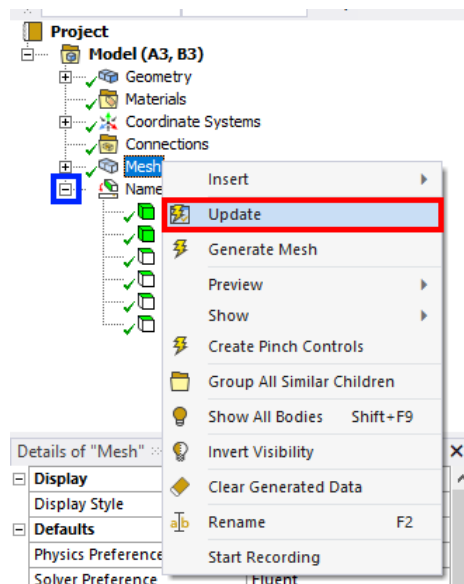 Project
Model (A3, B3)
Geometry
Materials
Coordinate Systems
Connections
Mesh
Name
Insert
Update
Generate Mesh
Preview
Show
Create Pinch Controls
Group All Similar Children
Show All Bodies Shift+F9
Invert Visibility
Clear Generated Data
Rename F2
Start Recording
Details of "Mesh"
Display
Display Style
Defaults
Physics Preference
Solver Preference Fluent